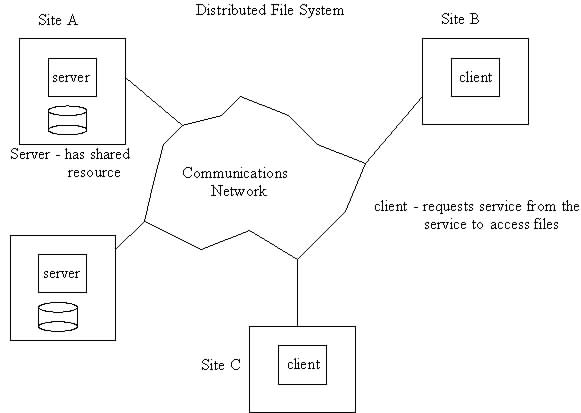 Distributed File System
Site A
Site B
server
client
Server - has shared
resource
Communications
Network
client - requests service from the
service to access files
server
Site C
client